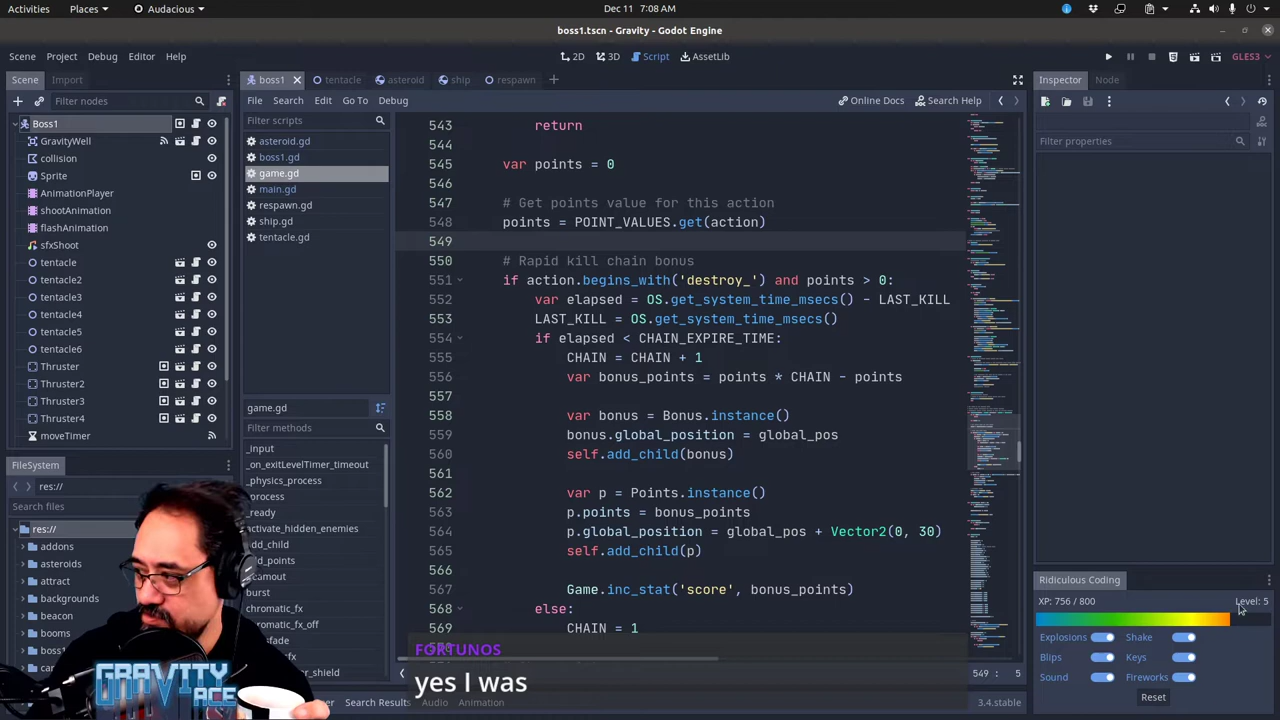 Activities Places Audacious Dec 11 7:08 AM
boss1.tscn - Gravity - Godot Engine
Scene Project Debug Editor Help 2D 3D Script AssetLib GLES3
Scene Import boss1 tentacle asteroid ship respawn Inspector Node
Filter nodes File Search Edit Go To Debug Online Docs Search Help
Boss1
GravityWell
collision
Sprite
AnimationPlayer
shootAnimation
flashAnimation
sfxShoot
tentacle
tentacle2
tentacle3
tentacle4
tentacle5
tentacle6
Thruster
Thruster2
Thruster3
Thruster4
moveTimer
FileSystem
res://
Search files
res://
addons
asteroids
attract
backgrounds
beacon
booms
Filter scripts
asteroid.gd
boss1.gd
game.gd
main.gd
respawn.gd
ship.gd
tentacle.gd
game.gd
Filter methods
_input
_on_extlevelTimer_timeout
_physics_process
_process
_ready
activate_hidden_enemies
add_child
add_points
burst
chromatic_fx
chromatic_fx_off
543 return
544
545 var points = 0
546
547 # Get points value for this action
548 points = POINT_VALUES.get(action)
549
550 # Rapid kill chain bonus
551 if action.begins_with('destroy_') and points > 0:
552 var elapsed = OS.get_system_time_msecs() - LAST_KILL
553 LAST_KILL = OS.get_system_time_msecs()
554 if elapsed < CHAIN_EXIRE_TIME:
555 CHAIN = CHAIN + 1
556 var bonus_points = points * CHAIN - points
557
558 var bonus = Bonus.instance()
559 bonus.global_position = global_pos
560 self.add_child(bonus)
561
562 var p = Points.instance()
563 p.points = bonus_points
564 p.global_position = global_pos + Vector2(0, 30)
565 self.add_child(p)
566
567 Game.inc_stat('score', bonus_points)
568 else:
569 CHAIN = 1
549 : 5
Search Results Audio Animation 3.4.stable
Filter properties
Ridiculous Coding
XP: 756 / 800 Level: 5
Explosions Shake
Blips Keys
Sound Fireworks
Reset
FORTUNOS
yes I was
GRAVITY
ACE